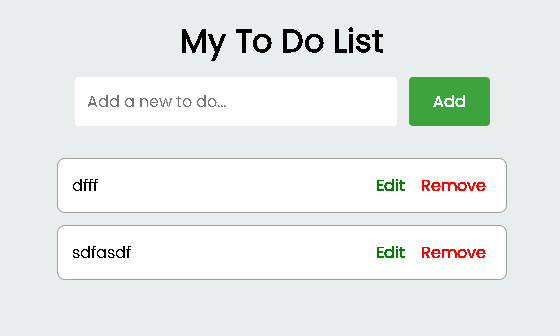 My To Do List
Add a new to do...
Add
dfff
Edit
Remove
sdfasdf
Edit
Remove